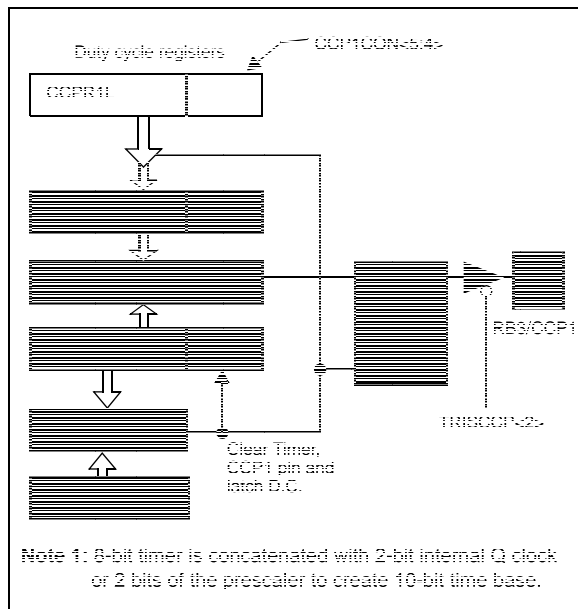 Duty cycle registers
CCP1CON<5:4>
CCPR1L
RB3/CCP1
TRISCCP<2>
Clear Timer,
CCP1 pin and
latch D.C.
Note 1: 8-bit timer is concatenated with 2-bit internal Q clock
or 2 bits of the prescaler to create 10-bit time base.